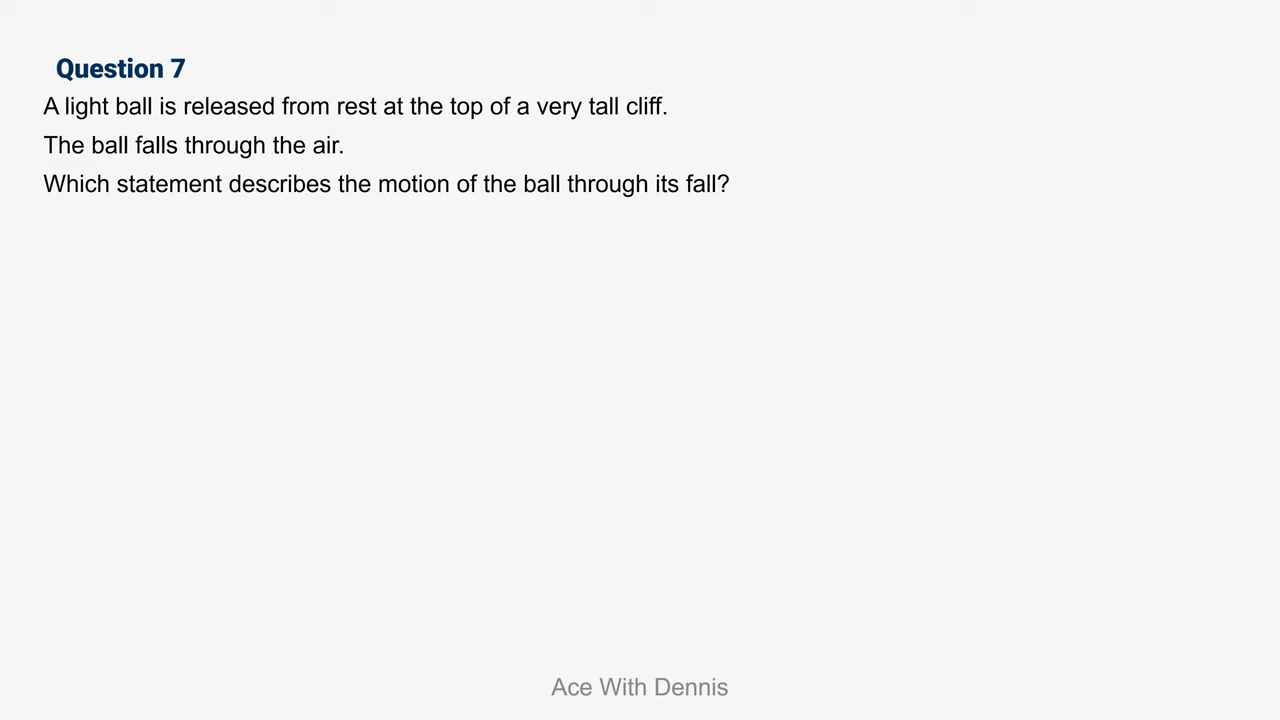 Question 7
A light ball is released from rest at the top of a very tall cliff.
The ball falls through the air.
Which statement describes the motion of the ball through its fall?
Ace With Dennis